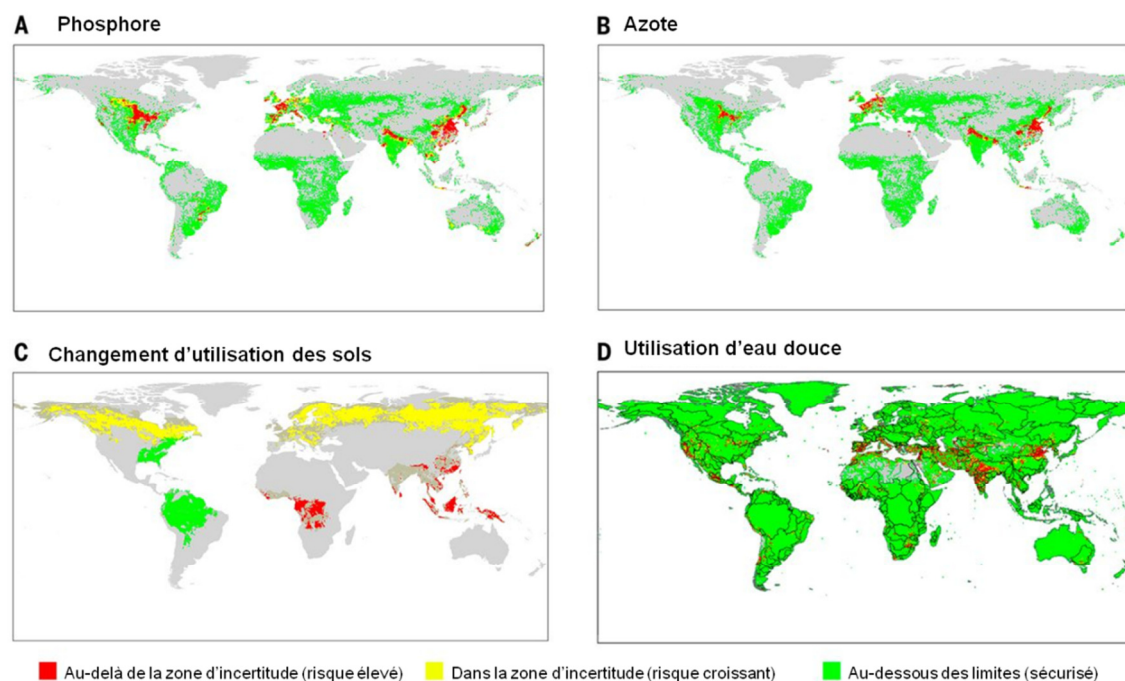 A Phosphore
B Azote
C Changement d'utilisation des sols
D Utilisation d'eau douce
Au-delà de la zone d'incertitude (risque élevé)
Dans la zone d'incertitude (risque croissant)
Au-dessous des limites (sécurisé)